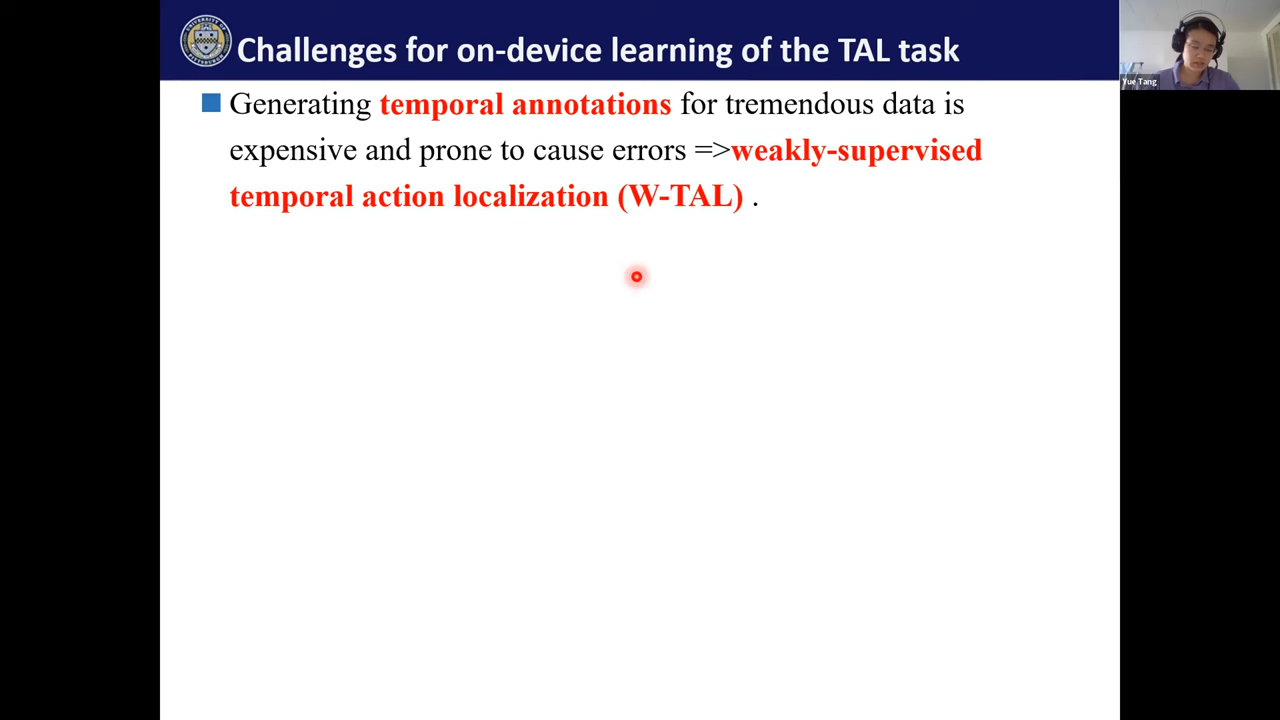 Challenges for on-device learning of the TAL task
Yue Tang
Generating temporal annotations for tremendous data is
expensive and prone to cause errors =>weakly-supervised
temporal action localization (W-TAL) .